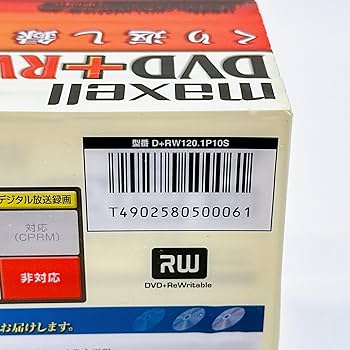 くり返し録
DVD+RW
maxell
型番 D+RW120.1P10S
T4902580500061
デジタル放送録画
対応
(CPRM)
非対応
RW
DVD+ReWritable
お届けします。